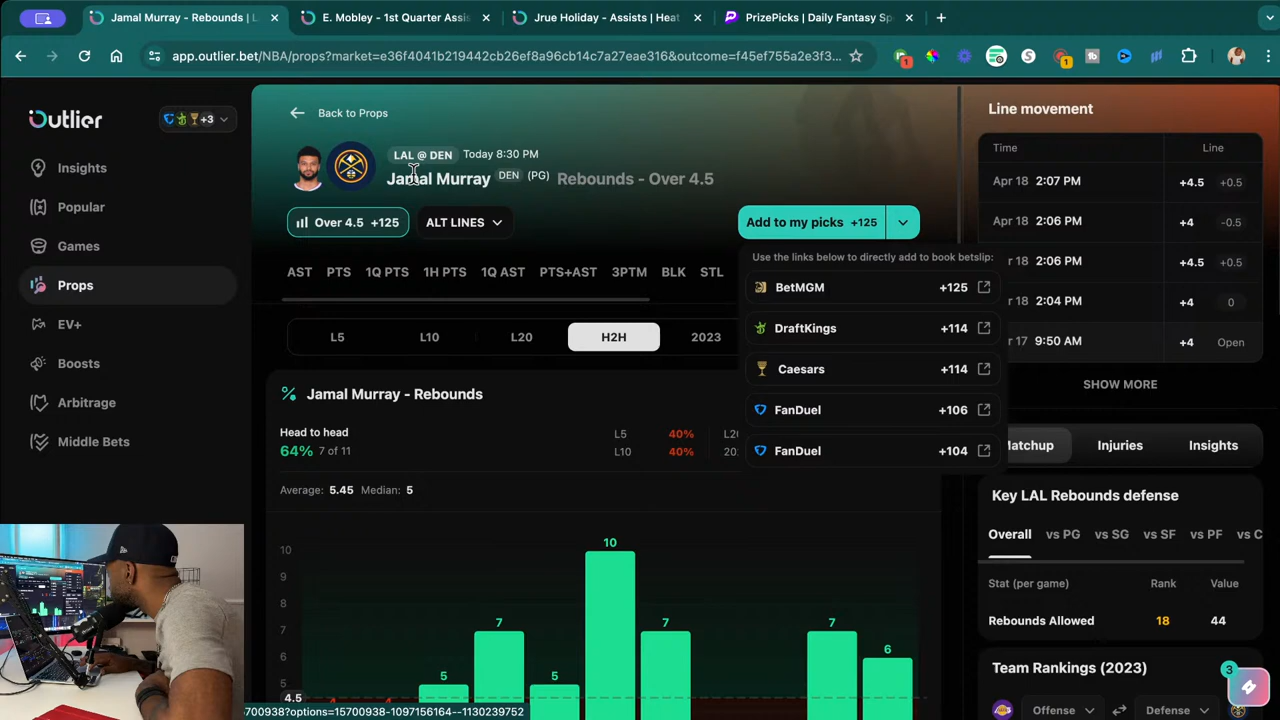 Jamal Murray - Rebounds | L
E. Mobley - 1st Quarter Assis
Jrue Holiday - Assists | Heat
PrizePicks | Daily Fantasy Sp
app.outlier.bet/NBA/props?market=e36f4041b219442cb26ef8a96cb14c7a27eae316&outcome=f45ef755a2e3f3...
Outlier
+3
Insights
Popular
Games
Props
EV+
Boosts
Arbitrage
Middle Bets
Back to Props
LAL @ DEN Today 8:30 PM
Jamal Murray DEN (PG) Rebounds - Over 4.5
Over 4.5 +125
ALT LINES
Add to my picks +125
Use the links below to directly add to book betslip:
BetMGM +125
DraftKings +114
Caesars +114
FanDuel +106
FanDuel +104
AST PTS 1Q PTS 1H PTS 1Q AST PTS+AST 3PTM BLK STL
L5 L10 L20 H2H 2023
Jamal Murray - Rebounds
Head to head
64% 7 of 11
L5 40%
L10 40%
Average: 5.45 Median: 5
10
9
8
7
6
4.5
5
7
5
10
7
7
6
Line movement
Time Line
Apr 18 2:07 PM +4.5 +0.5
Apr 18 2:06 PM +4 -0.5
r 18 2:06 PM +4.5 +0.5
r 18 2:04 PM +4 0
r 17 9:50 AM +4 Open
SHOW MORE
Matchup Injuries Insights
Key LAL Rebounds defense
Overall vs PG vs SG vs SF vs PF vs C
Stat (per game) Rank Value
Rebounds Allowed 18 44
Team Rankings (2023)
Offense Defense
3
5700938?options=15700938-1097156164--1130239752